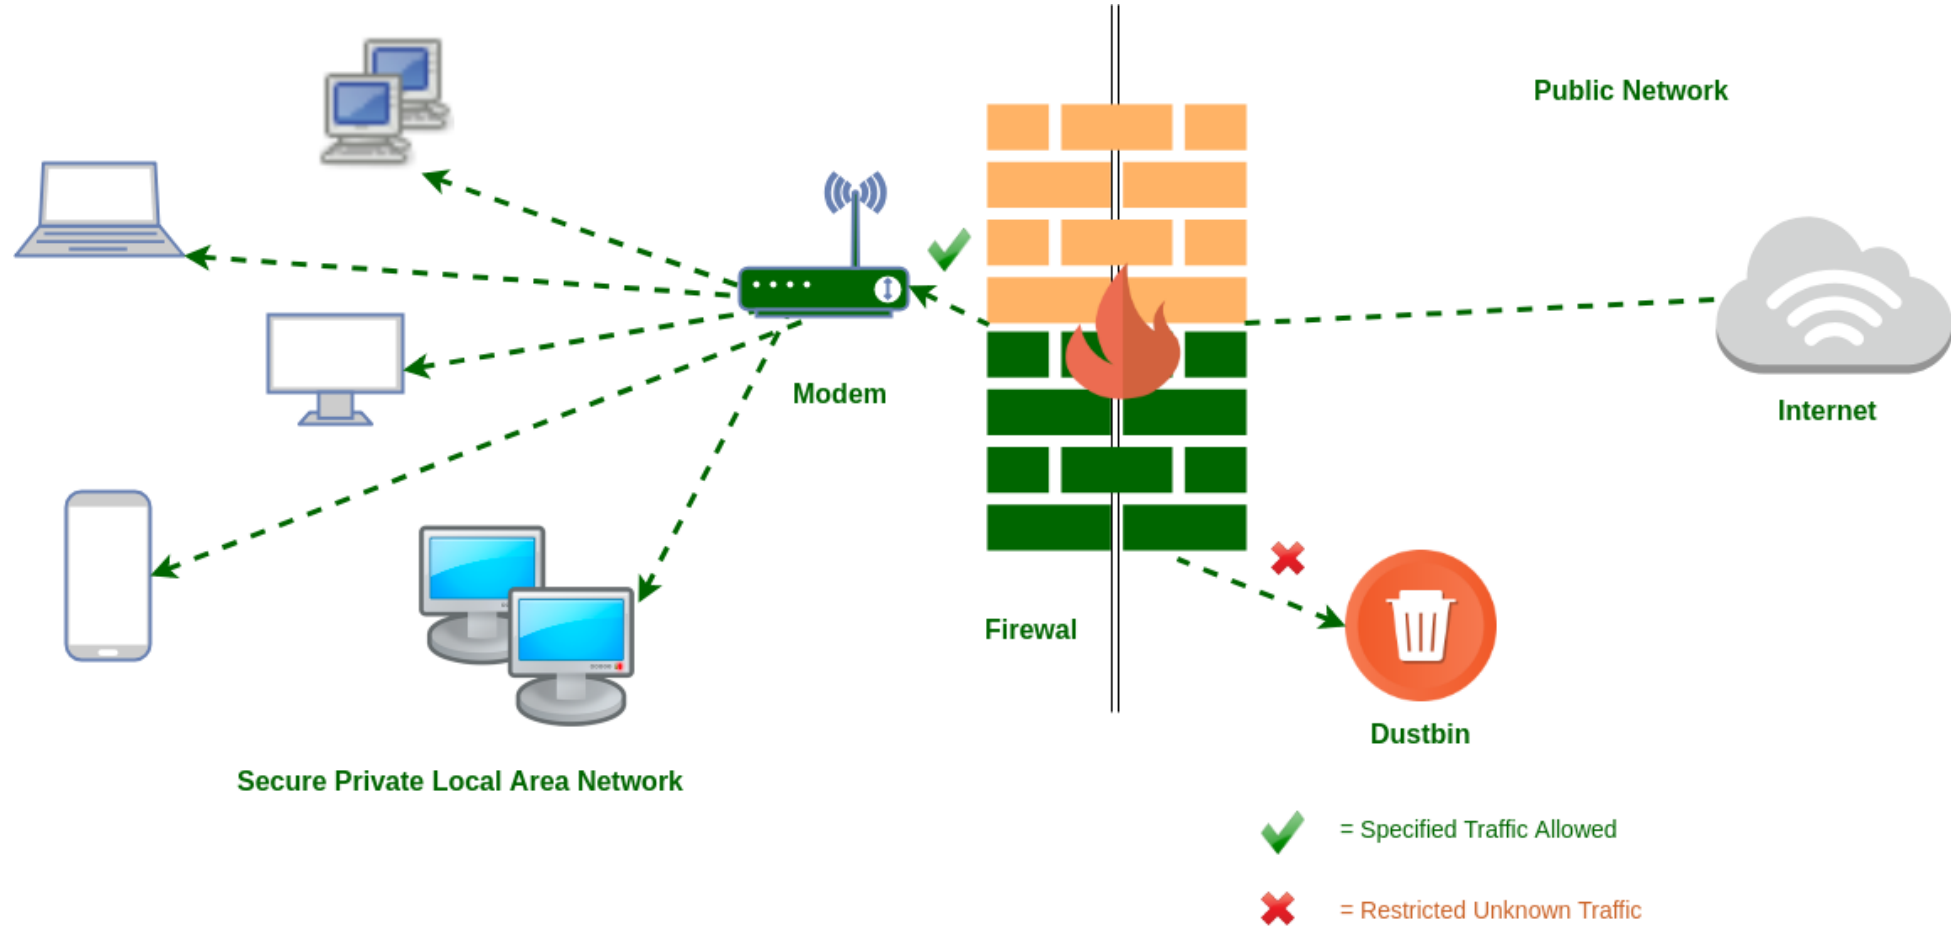 Public Network
Modem
Internet
Firewal
Dustbin
Secure Private Local Area Network
= Specified Traffic Allowed
= Restricted Unknown Traffic